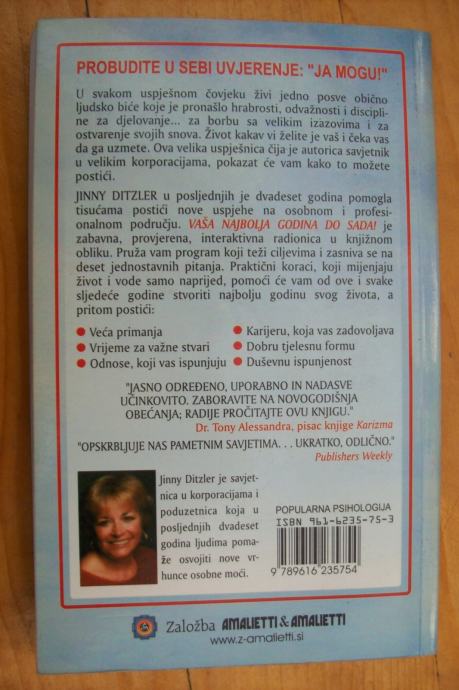 PROBUDITE U SEBI UVJERENJE: "JA MOGU!"
U svakom uspješnom čovjeku živi jedno posve obično
ljudsko biće koje je pronašlo hrabrosti, odvažnosti i discipli-
ne za djelovanje... za borbu sa velikim izazovima i za
ostvarenje svojih snova. Život kakav vi želite je vaš i čeka vas
da ga uzmete. Ova velika uspješnica čija je autorica savjetnik
u velikim korporacijama, pokazat će vam kako to možete
postići.
JINNY DITZLER u posljednjih je dvadeset godina pomogla
tisućama postići nove uspjehe na osobnom i profesi-
onalnom području. VAŠA NAJBOLJA GODINA DO SADA! je
zabavna, provjerena, interaktivna radionica u knjižnom
obliku. Pruža vam program koji teži ciljevima i zasniva se na
deset jednostavnih pitanja. Praktični koraci, koji mijenjaju
život i vode samo naprijed, pomoći će vam od ove i svake
sljedeće godine stvoriti najbolju godinu svog života, a
pritom postići:
● Veća primanja
● Vrijeme za važne stvari
● Odnose, koji vas ispunjuju
● Karijeru, koja vas zadovoljava
● Dobru tjelesnu formu
● Duševnu ispunjenost
"JASNO ODREĐENO, UPORABNO I NADASVE
UČINKOVITO. ZABORAVITE NA NOVOGODIŠNJA
OBEĆANJA; RADIJE PROČITAJTE OVU KNJIGU."
Dr. Tony Alessandra, pisac knjige Karizma
"OPSKRBLJUJE NAS PAMETNIM SAVJETIMA. . . UKRATKO, ODLIČNO."
Publishers Weekly
Jinny Ditzler je savjet-
nica u korporacijama i
poduzetnica koja u
posljednjih dvadeset
godina ljudima poma-
že osvojiti nove vr-
hunce osobne moći.
POPULARNA PSIHOLOGIJA
ISBN 961-6235-75-3
9 789616 235754
Založba AMALIETTI & AMALIETTI
www.z-amalietti.si